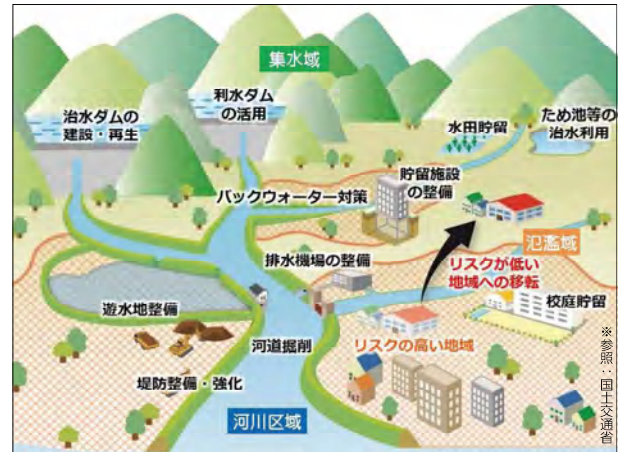 集水域
治水ダムの
建設・再生
利水ダム
の活用
水田貯留
ため池等の
治水利用
バックウォーター対策
貯留施設
の整備
氾濫域
リスクが低い
地域への移転
排水機場の整備
遊水地整備
校庭貯留
河道掘削
リスクの高い地域
堤防整備・強化
河川区域
※参照：国土交通省